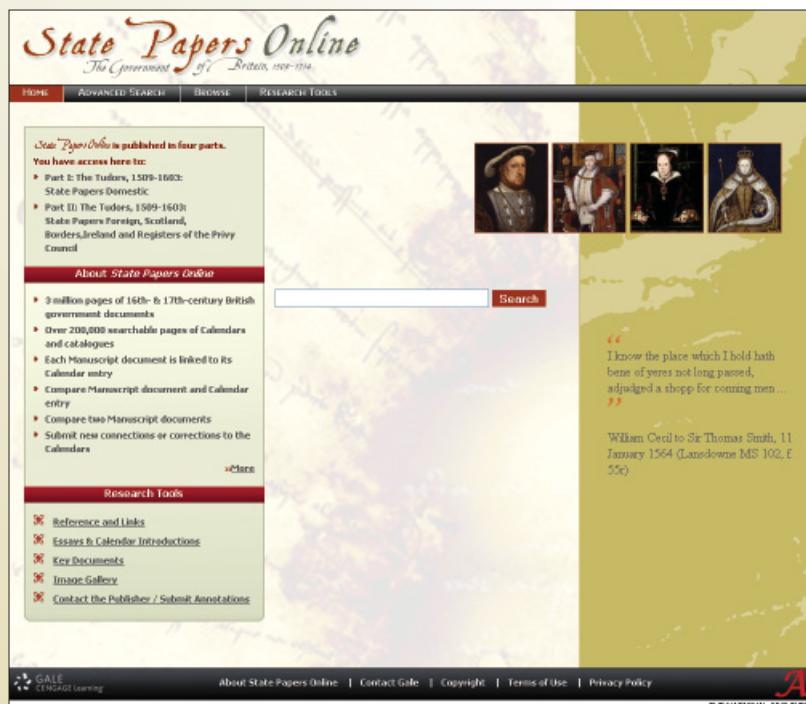 State Papers Online
The Government of Britain, 1509-1714
HOME | ADVANCED SEARCH | BROWSE | RESEARCH TOOLS
State Papers Online is published in four parts.
You have access here to:
Part I: The Tudors, 1509-1603:
State Papers Domestic
Part II: The Tudors, 1509-1603:
State Papers Foreign, Scotland,
Borders,Ireland and Registers of the Privy
Council
About State Papers Online
3 million pages of 16th- & 17th-century British
government documents
Over 200,000 searchable pages of Calendars
and catalogues
Each Manuscript document is linked to its
Calendar entry
Compare Manuscript document and Calendar
entry
Compare two Manuscript documents
Submit new connections or corrections to the
Calendars
»More
Research Tools
Reference and Links
Essays & Calendar Introductions
Key Documents
Image Gallery
Contact the Publisher / Submit Annotations
Search
“
I know the place which I hold hath
bene of yeres not long passed,
adjudged a shopp for conning men ...
”
William Cecil to Sir Thomas Smith, 11
January 1564 (Lansdowne MS 102, f.
55r)
GALE
CENGAGE Learning
About State Papers Online | Contact Gale | Copyright | Terms of Use | Privacy Policy
A